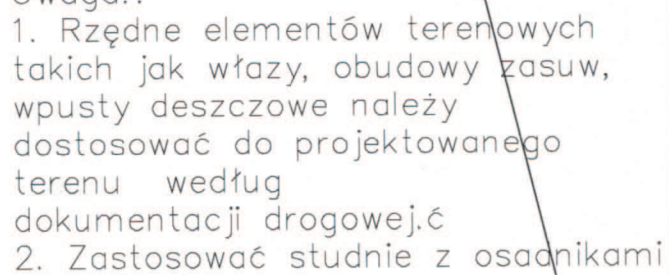 Uwaga!:
1. Rzędne elementów terenowych
takich jak włazy, obudowy zasuw,
wpusty deszczowe należy
dostosować do projektowanego
terenu według
dokumentacji drogowej.ć
2. Zastosować studnie z osadnikami